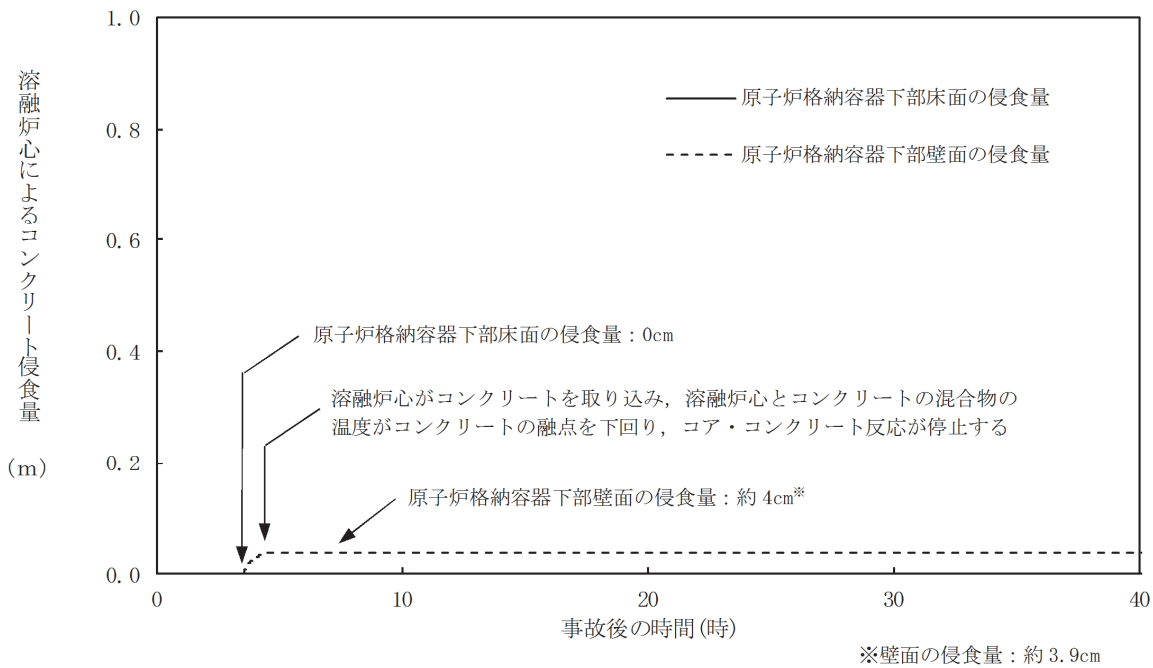 溶融炉心によるコンクリート侵食量
（m）
1.0
0.8
0.6
0.4
0.2
0.0
原子炉格納容器下部床面の侵食量
原子炉格納容器下部壁面の侵食量
原子炉格納容器下部床面の侵食量：0cm
溶融炉心がコンクリートを取り込み，溶融炉心とコンクリートの混合物の
温度がコンクリートの融点を下回り，コア・コンクリート反応が停止する
原子炉格納容器下部壁面の侵食量：約 4cm※
0
10
20
30
40
事故後の時間(時)
※壁面の侵食量：約 3.9cm